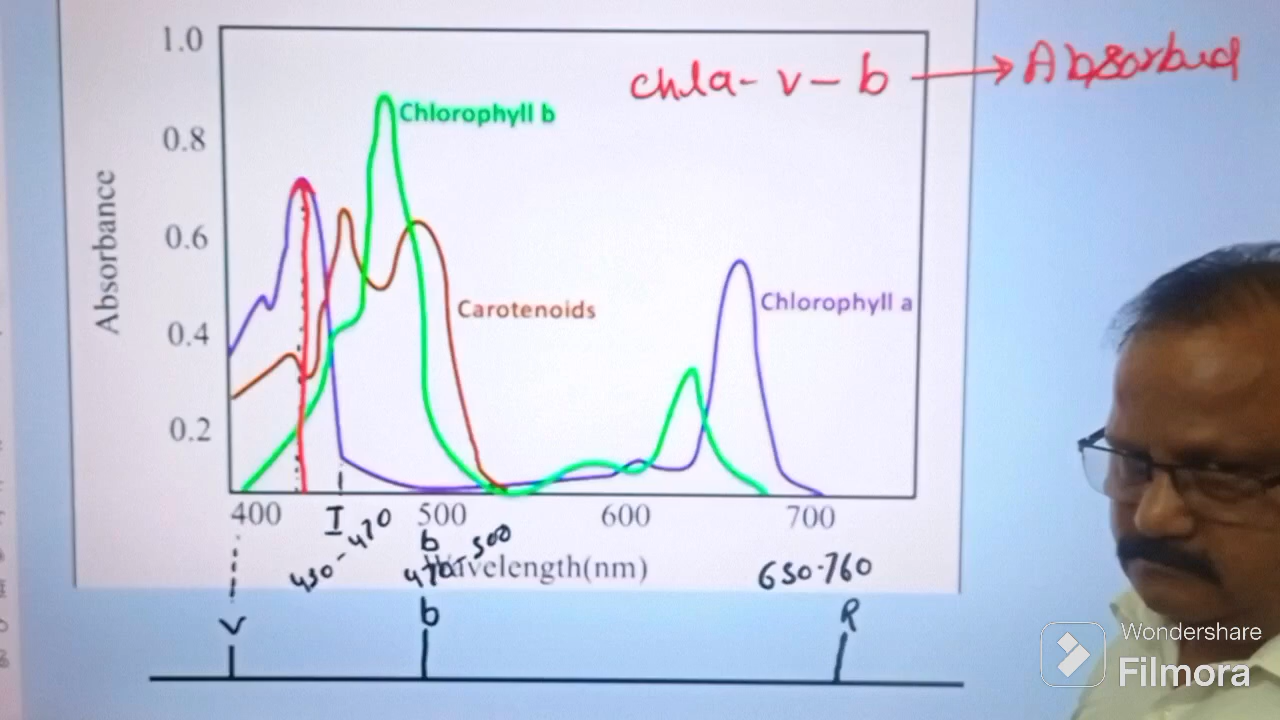 1.0
chla - v - b → Absorbed
Chlorophyll b
0.8
Absorbance
0.6
Carotenoids
Chlorophyll a
0.4
0.2
400 500 600 700
I b
430-470 470-500 650-760
Wavelength(nm)
V b R
Wondershare
Filmora